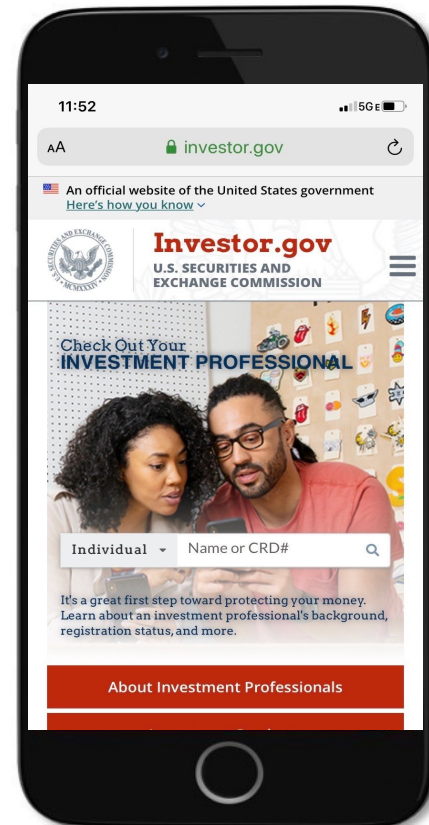 11:52
5GE
AA
investor.gov
An official website of the United States government
Here's how you know
Investor.gov
U.S. SECURITIES AND
EXCHANGE COMMISSION
Check Out Your
INVESTMENT PROFESSIONAL
Individual
Name or CRD#
It's a great first step toward protecting your money.
Learn about an investment professional's background,
registration status, and more.
About Investment Professionals